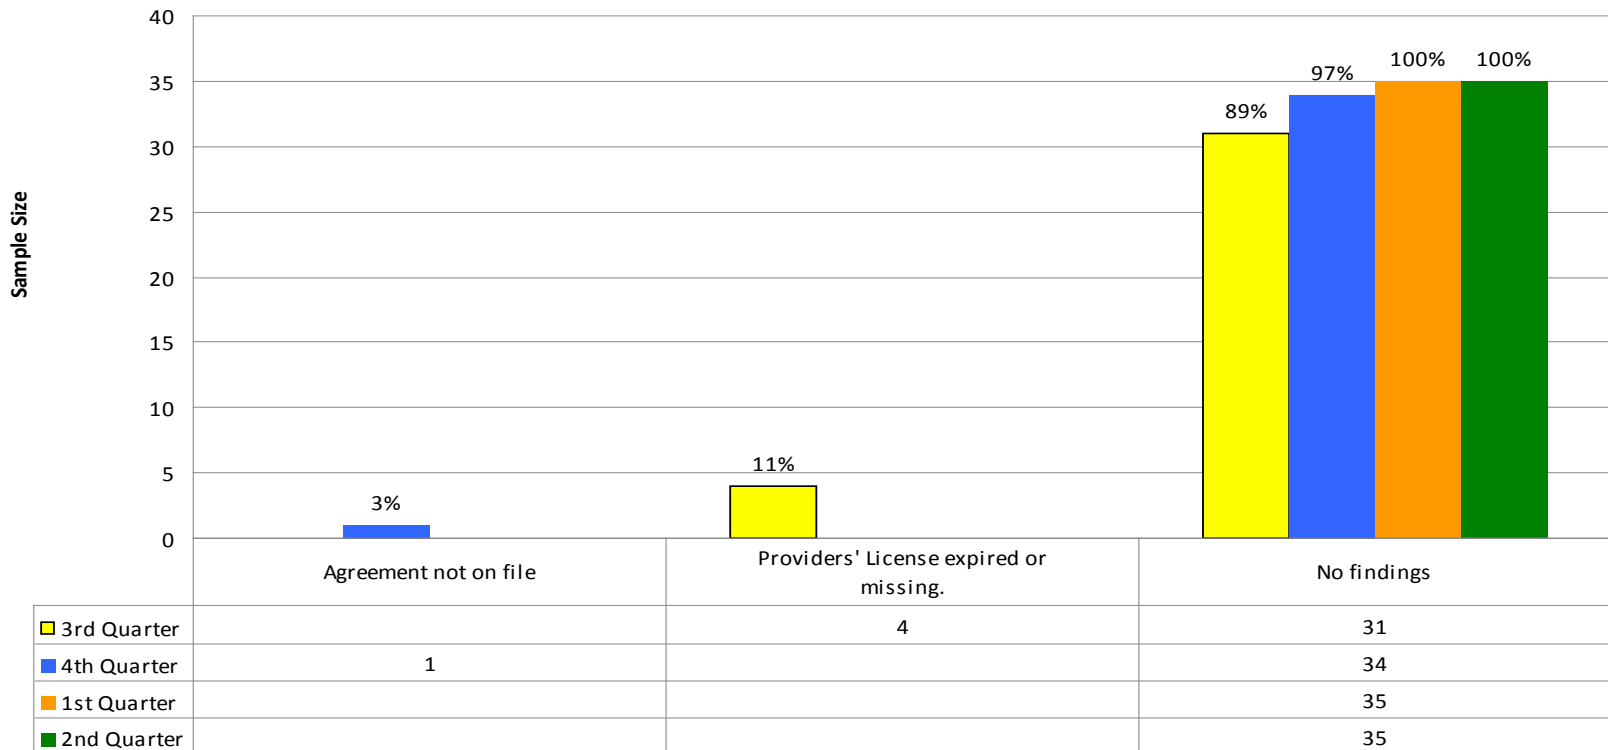 40
35
30
25
20
15
10
5
0
Sample Size
3%
11%
89%
97%
100%
100%
Agreement not on file
Providers' License expired or
missing.
No findings
3rd Quarter 4 31
4th Quarter 1 34
1st Quarter 35
2nd Quarter 35